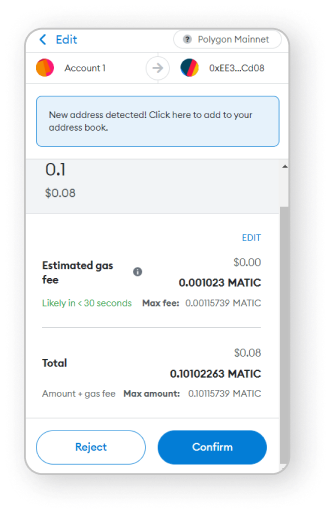 Edit
Polygon Mainnet
Account 1
0xEE3...Cd08
New address detected! Click here to add to your
address book.
0.1
$0.08
EDIT
Estimated gas
fee
$0.00
0.001023 MATIC
Likely in < 30 seconds
Max fee: 0.00115739 MATIC
Total
$0.08
0.10102263 MATIC
Amount + gas fee
Max amount: 0.10115739 MATIC
Reject
Confirm